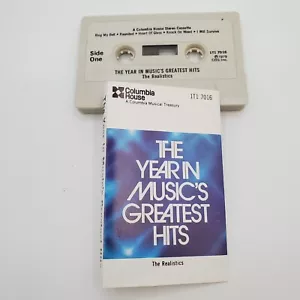 A Columbia House Stereo Cassette
Ring My Bell • Reunited • Heart Of Glass • Knock On Wood • I Will Survive
Side
One
1T1 7016
THE YEAR IN MUSIC'S GREATEST HITS
The Realistics
Columbia
House
A Columbia Musical Treasury
1T1 7016
THE
YEAR IN
MUSIC'S
GREATEST
HITS
The Realistics